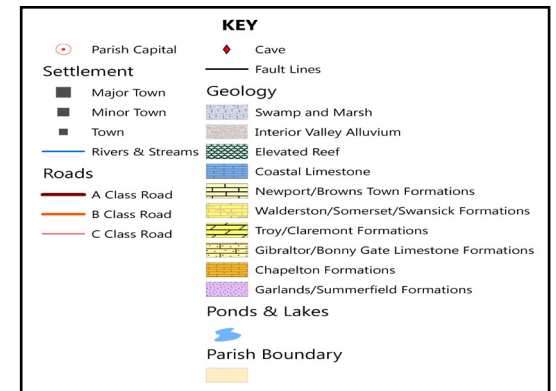 KEY
Parish Capital
Settlement
Major Town
Minor Town
Town
Rivers & Streams
Roads
A Class Road
B Class Road
C Class Road
Cave
Fault Lines
Geology
Swamp and Marsh
Interior Valley Alluvium
Elevated Reef
Coastal Limestone
Newport/Browns Town Formations
Walderston/Somerset/Swansick Formations
Troy/Claremont Formations
Gibraltor/Bonny Gate Limestone Formations
Chapelton Formations
Garlands/Summerfield Formations
Ponds & Lakes
Parish Boundary